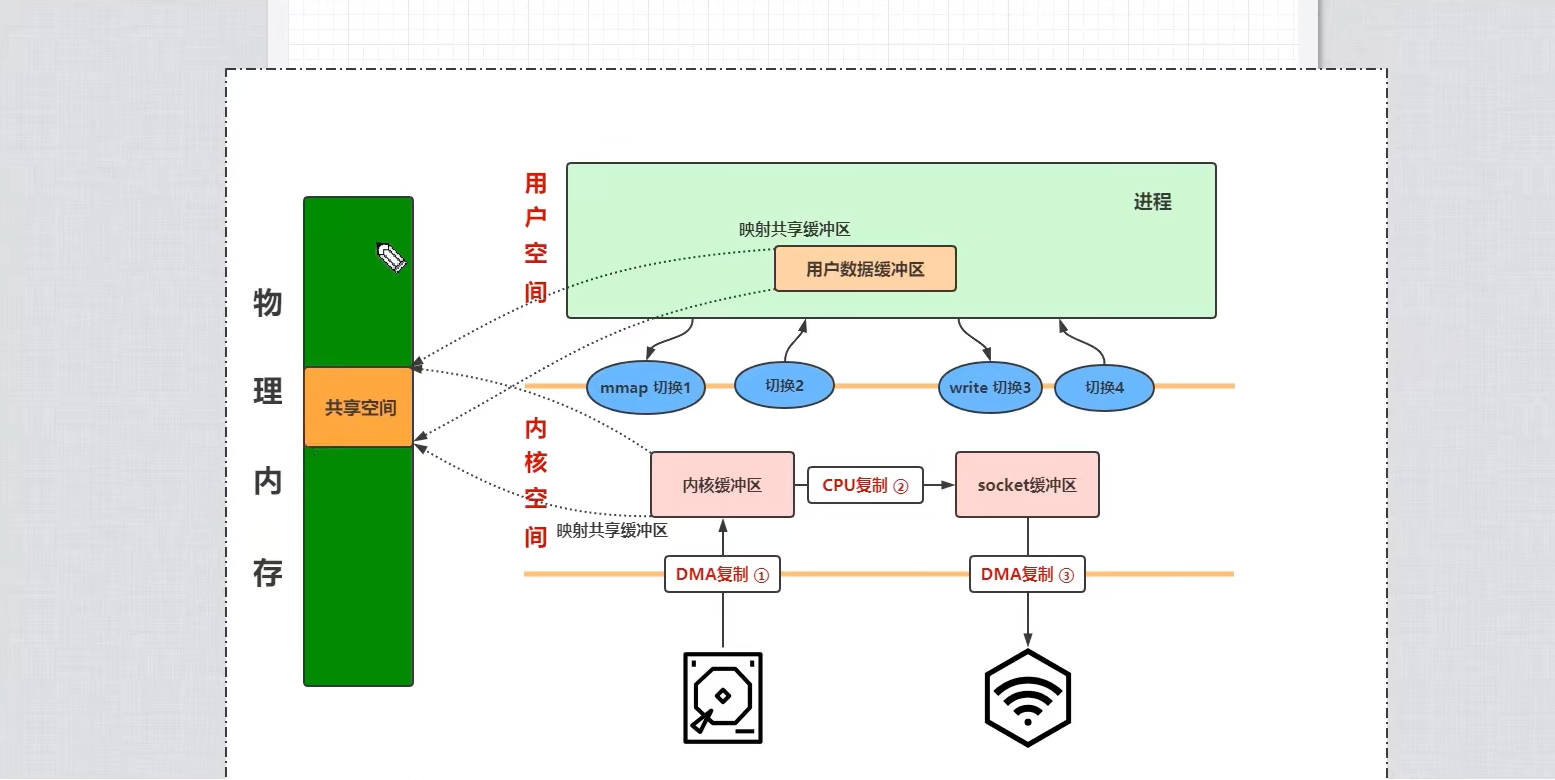 物理内存
共享空间
用户空间
进程
映射共享缓冲区
用户数据缓冲区
mmap 切换1
切换2
write 切换3
切换4
内核空间
内核缓冲区
CPU复制 ②
socket缓冲区
映射共享缓冲区
DMA复制 ①
DMA复制 ③